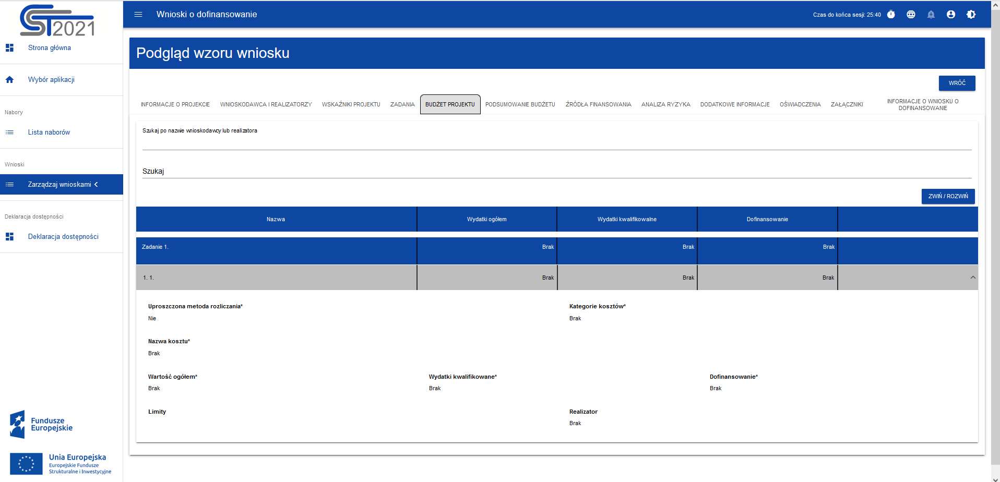 CST2021
Strona główna
Wybór aplikacji
Nabory
Lista naborów
Wnioski
Zarządzaj wnioskami <
Deklaracja dostępności
Deklaracja dostępności
Fundusze
Europejskie
Unia Europejska
Europejskie Fundusze
Strukturalne i Inwestycyjne
Wnioski o dofinansowanie
Czas do końca sesji: 25:40
Podgląd wzoru wniosku
WRÓĆ
INFORMACJE O PROJEKCIE WNIOSKODAWCA I REALIZATORZY WSKAŹNIKI PROJEKTU ZADANIA BUDŻET PROJEKTU PODSUMOWANIE BUDŻETU ŹRÓDŁA FINANSOWANIA ANALIZA RYZYKA DODATKOWE INFORMACJE OŚWIADCZENIA ZAŁĄCZNIKI INFORMACJE O WNIOSKU O
DOFINANSOWANIE
Szukaj po nazwie wnioskodawcy lub realizatora
Szukaj
ZWIŃ / ROZWIŃ
Nazwa Wydatki ogółem Wydatki kwalifikowalne Dofinansowanie
Zadanie 1. Brak Brak Brak
1. 1. Brak Brak Brak
Uproszczona metoda rozliczania* Kategorie kosztów*
Nie Brak
Nazwa kosztu*
Brak
Wartość ogółem* Wydatki kwalifikowane* Dofinansowanie*
Brak Brak Brak
Limity Realizator
Brak